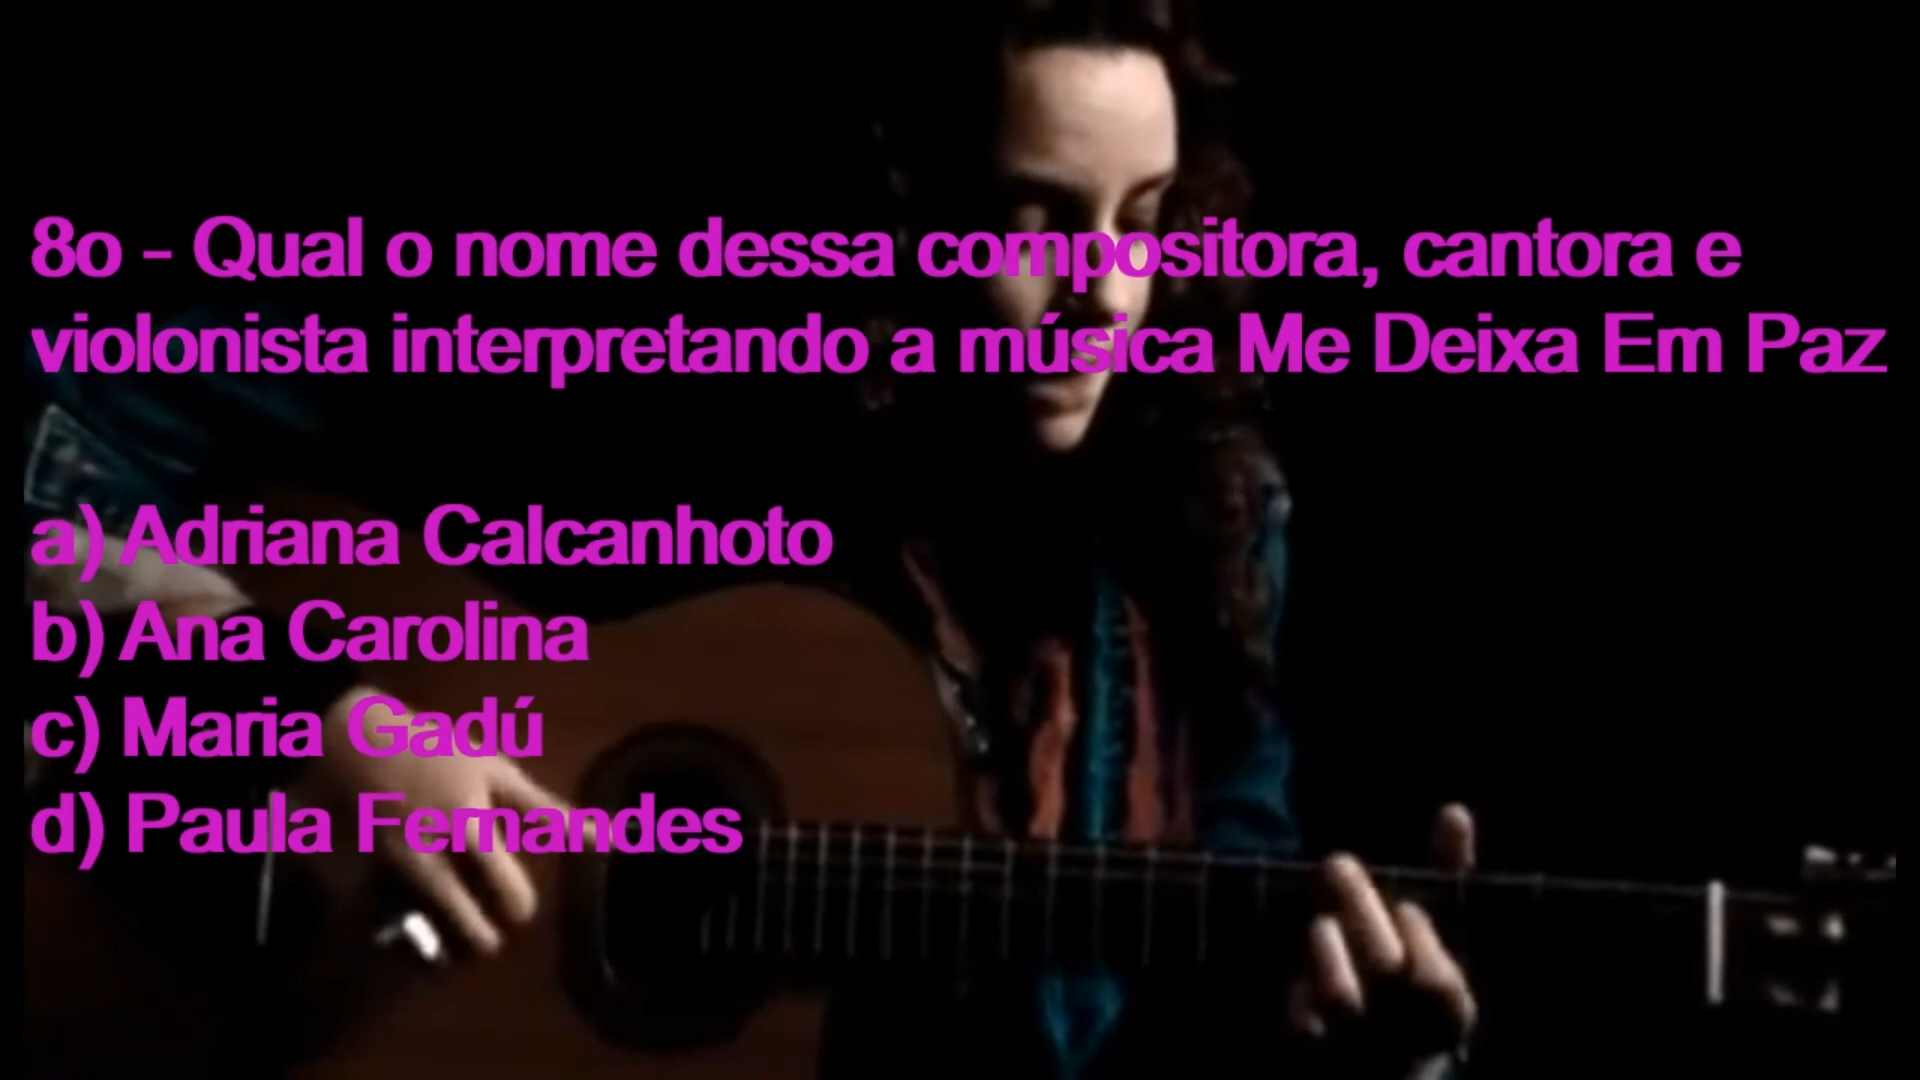 8o - Qual o nome dessa compositora, cantora e
violonista interpretando a música Me Deixa Em Paz
a) Adriana Calcanhoto
b) Ana Carolina
c) Maria Gadú
d) Paula Fernandes